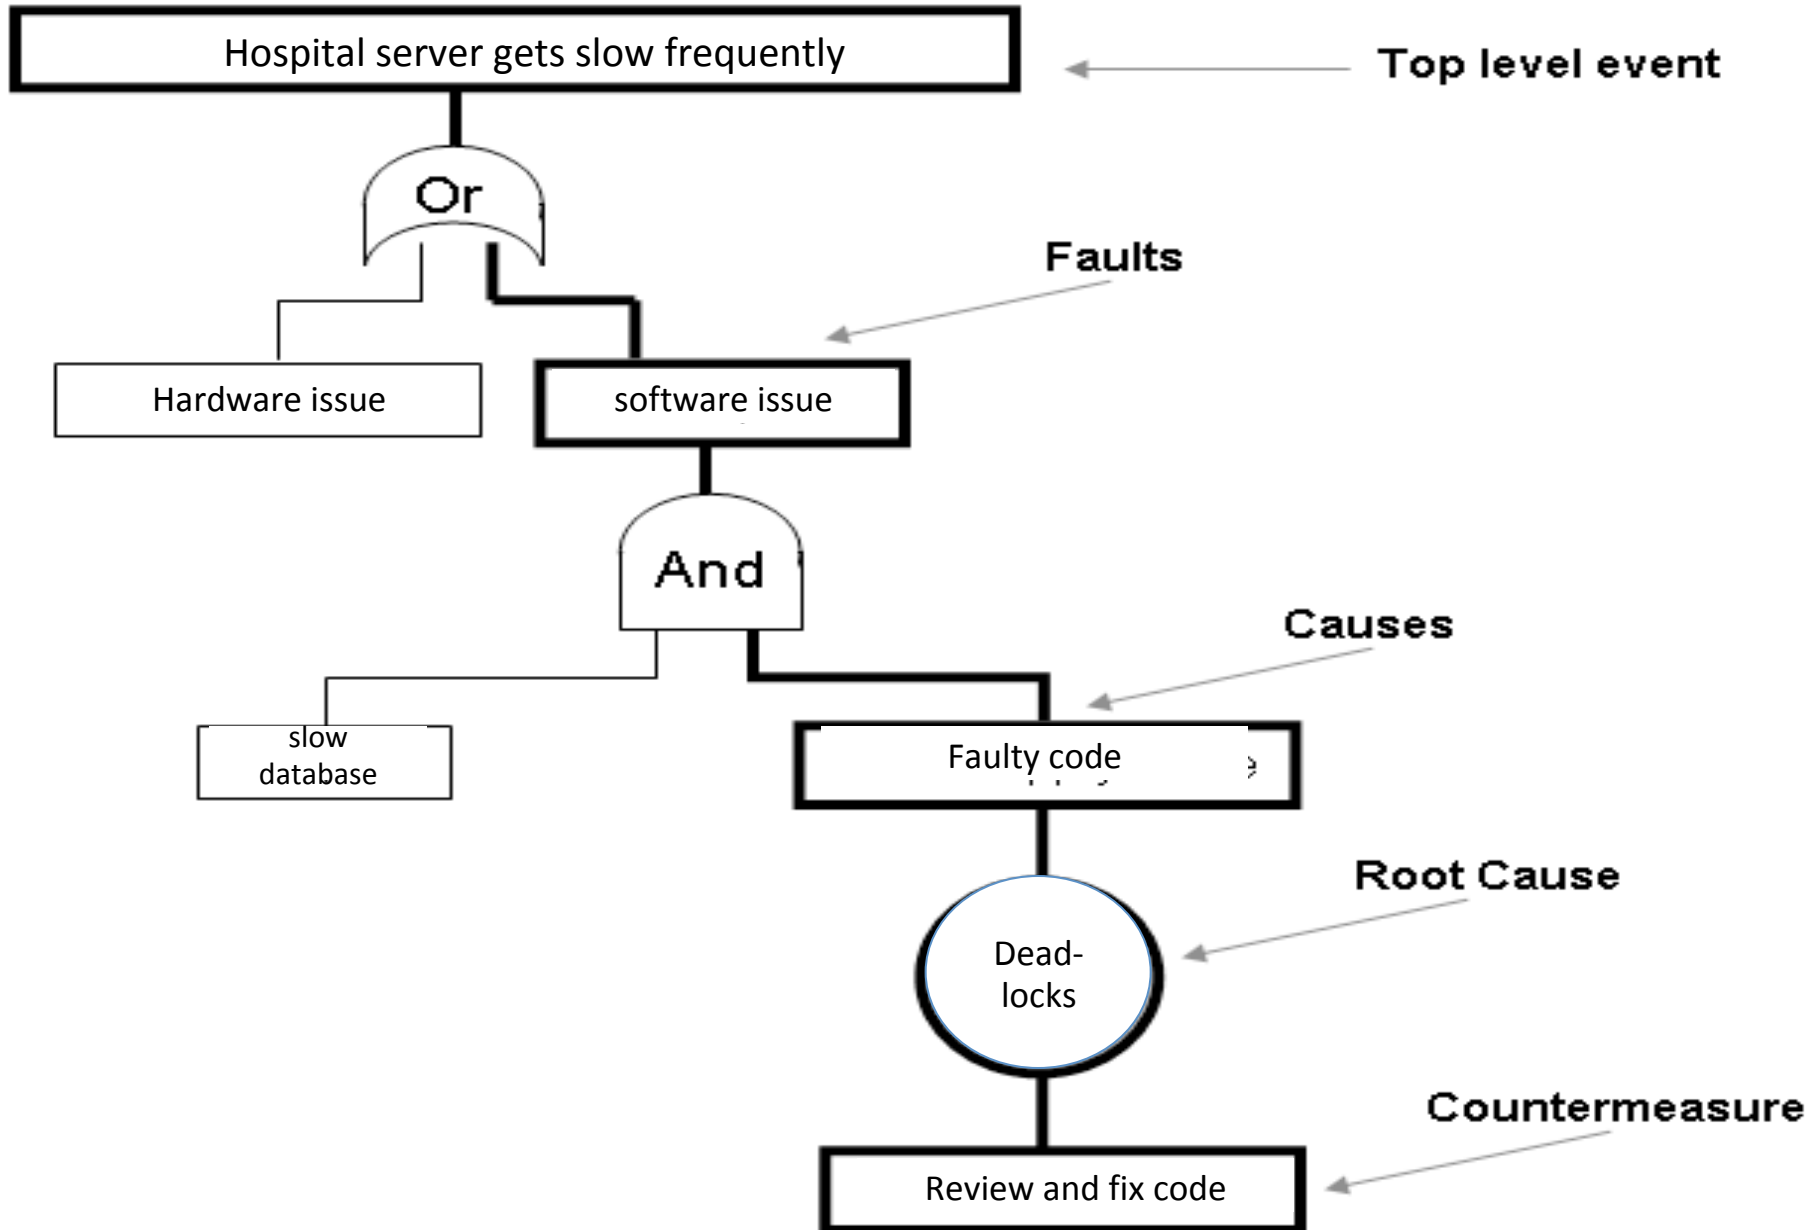 Hospital server gets slow frequently
Top level event
Or
Faults
Hardware issue
software issue
And
Causes
slow
database
Faulty code
Root Cause
Dead-
locks
Countermeasure
Review and fix code